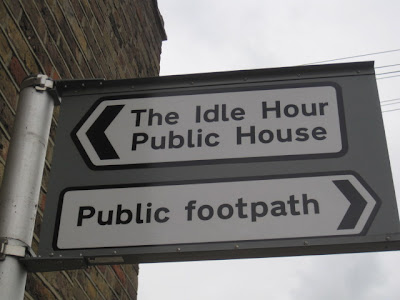 The Idle Hour
Public House
Public footpath